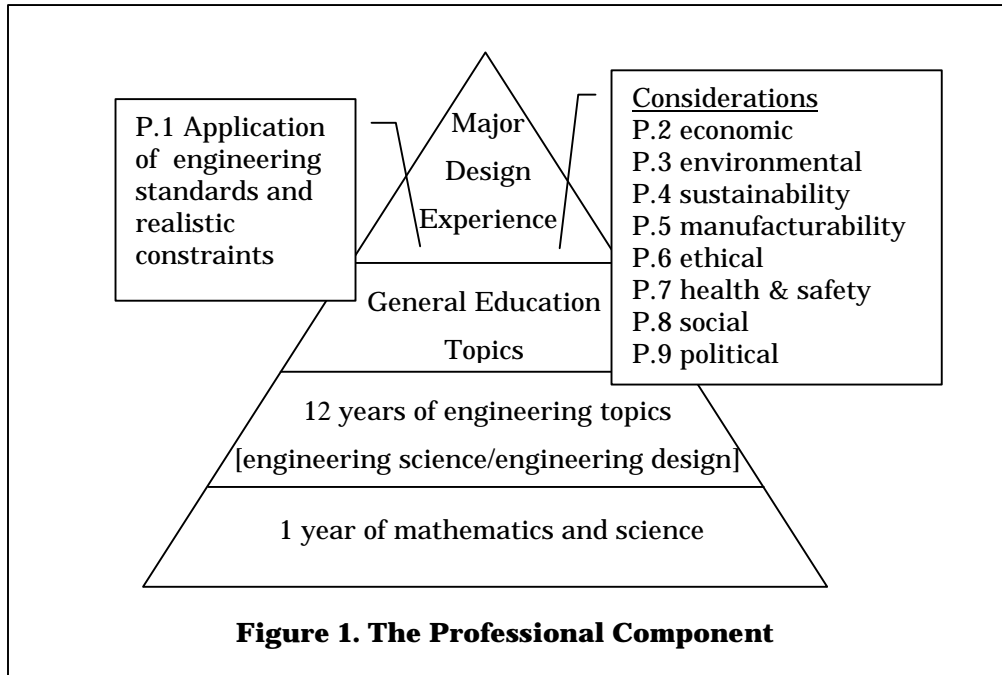 P.1 Application
of engineering
standards and
realistic
constraints
Major
Design
Experience
Considerations
P.2 economic
P.3 environmental
P.4 sustainability
P.5 manufacturability
P.6 ethical
P.7 health & safety
P.8 social
P.9 political
General Education
Topics
12 years of engineering topics
[engineering science/engineering design]
1 year of mathematics and science
Figure 1. The Professional Component